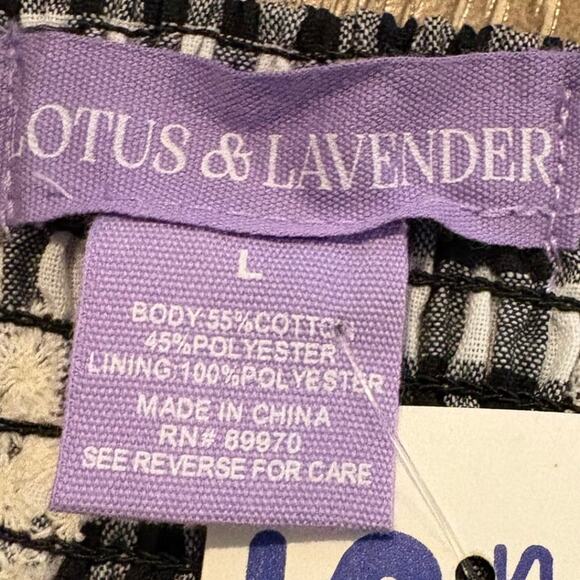 LOTUS & LAVENDER
L
BODY:55%COTTON
45%POLYESTER
LINING:100%POLYESTER
MADE IN CHINA
RN# 89970
SEE REVERSE FOR CARE